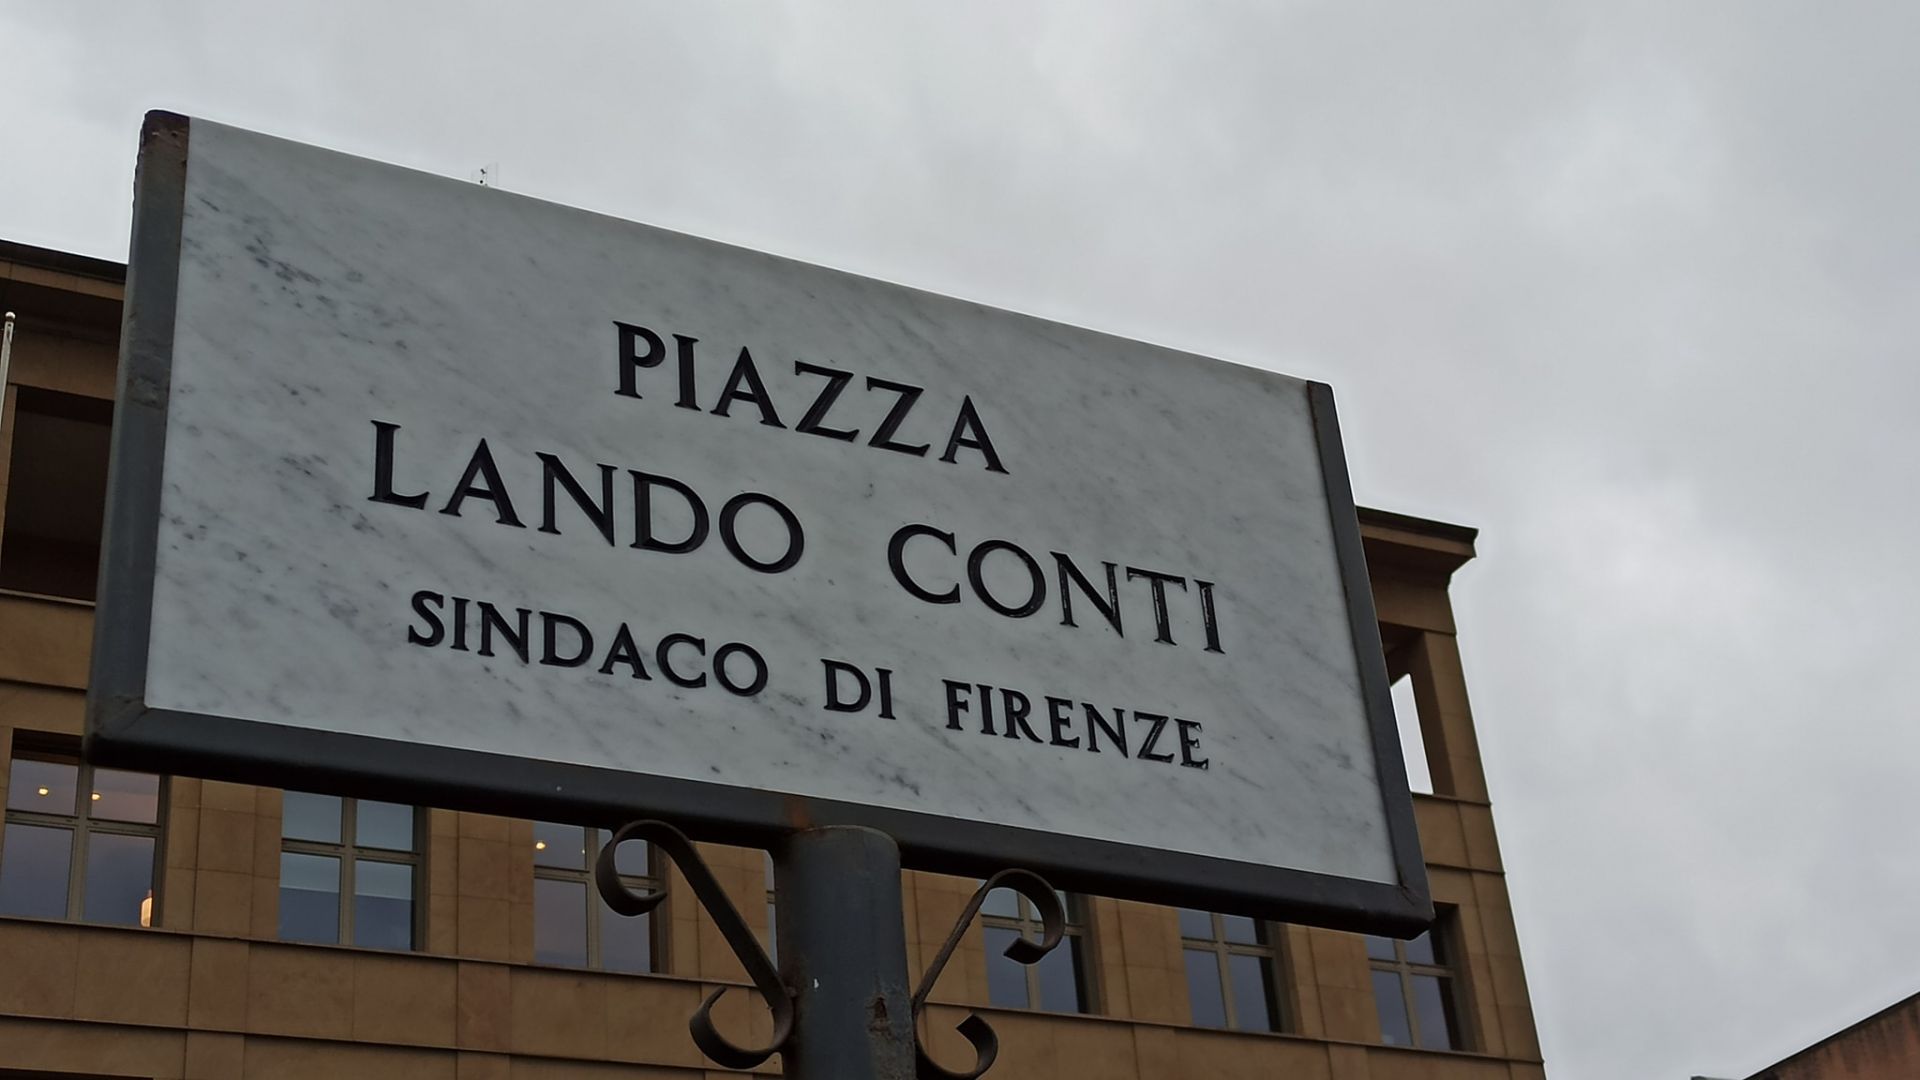 PIAZZA
LANDO CONTI
SINDACO DI FIRENZE